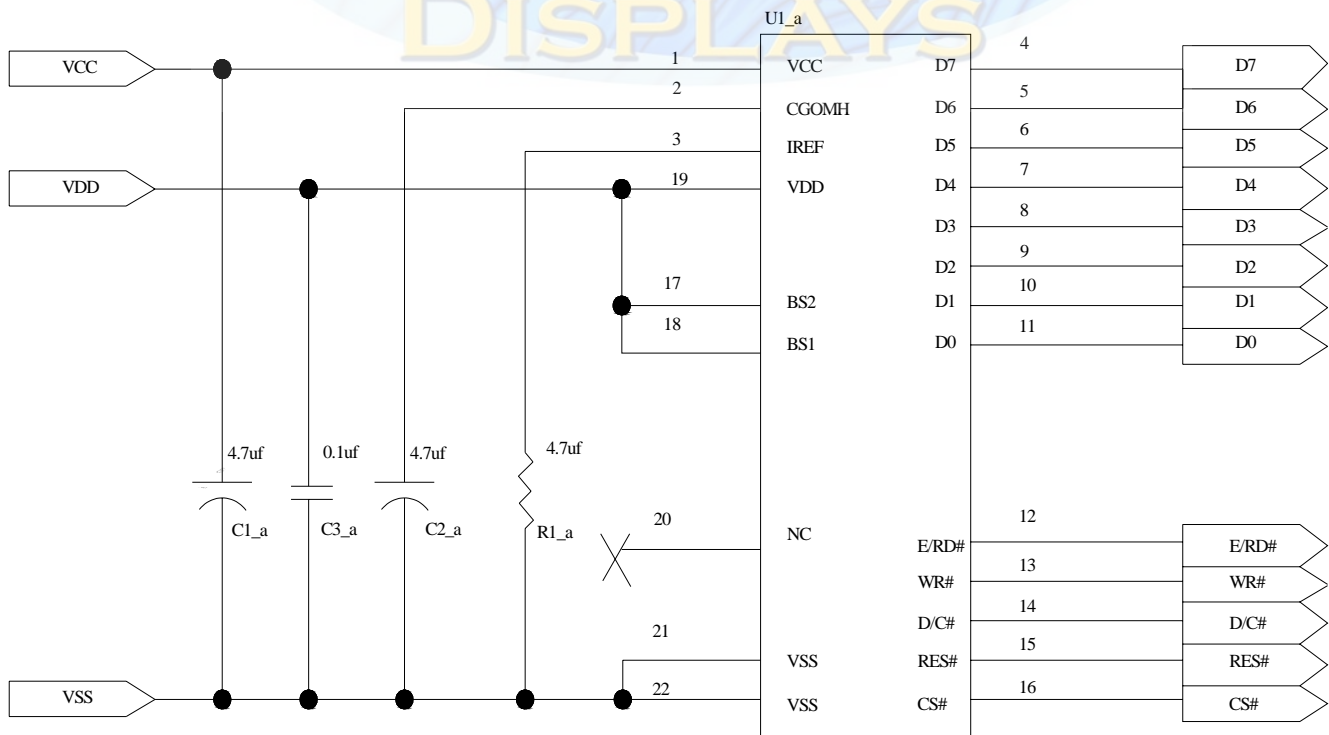 DISPLAYS
U1_a
VCC
1
VCC
D7
4
D7
2
CGOMH
D6
5
D6
3
IREF
D5
6
D5
VDD
19
VDD
D4
7
D4
D3
8
D3
D2
9
D2
17
BS2
D1
10
D1
18
BS1
D0
11
D0
4.7uf
0.1uf
4.7uf
4.7uf
C1_a
C3_a
C2_a
R1_a
20
NC
E/RD#
12
E/RD#
WR#
13
WR#
D/C#
14
D/C#
21
VSS
RES#
15
RES#
VSS
22
VSS
CS#
16
CS#